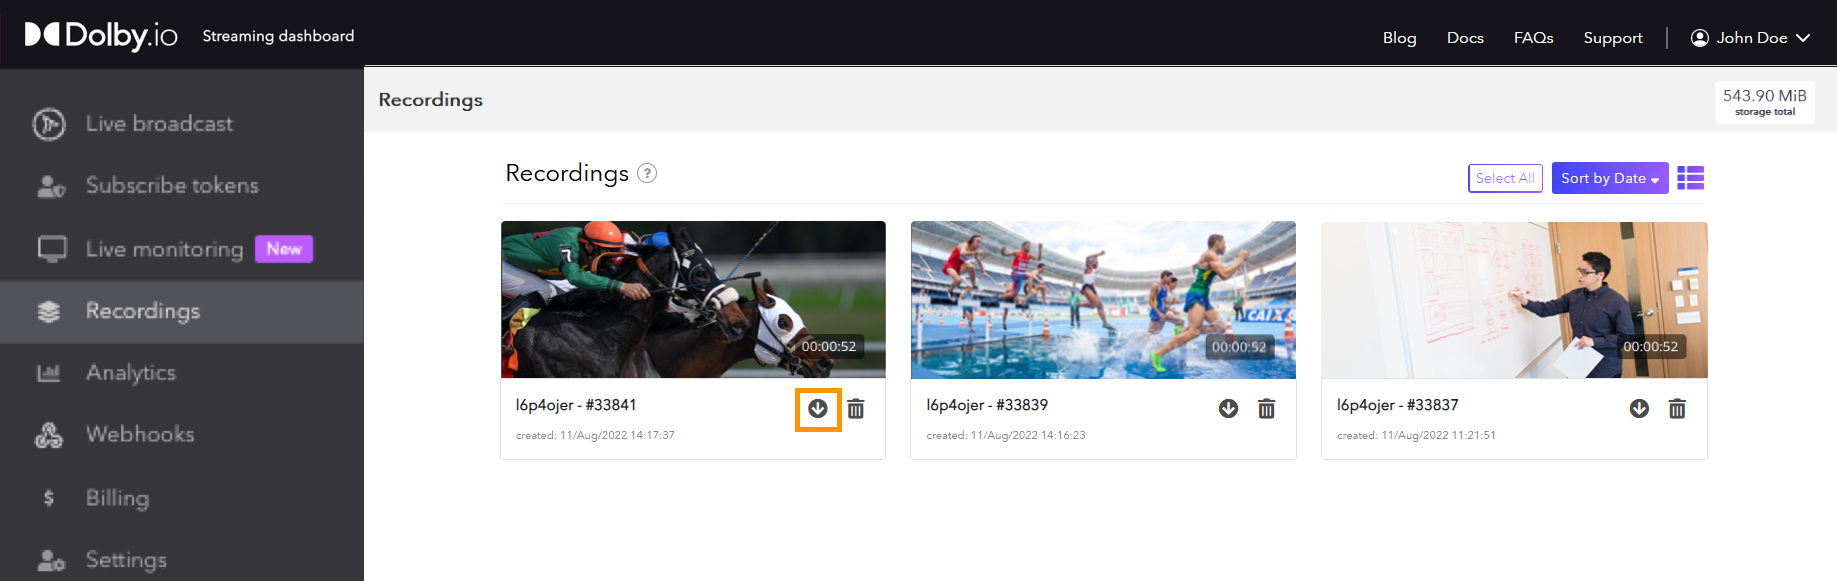 Dolby.io Streaming dashboard
Blog Docs FAQs Support John Doe
Live broadcast
Subscribe tokens
Live monitoring New
Recordings
Analytics
Webhooks
Billing
Settings
Recordings
543.90 MiB
storage total
Recordings ?
Select All Sort by Date
7
00:00:52
l6p4ojer - #33841
created: 11/Aug/2022 14:17:37
CAIXA
00:00:52
l6p4ojer - #33839
created: 11/Aug/2022 14:16:23
00:00:52
l6p4ojer - #33837
created: 11/Aug/2022 11:21:51